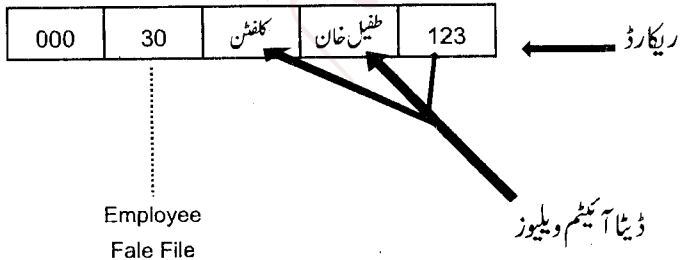 000 30 کلفٹن طفیل خان 123
ریکارڈ
ڈیٹا آئیٹم ویلیوز
Employee
Fale File